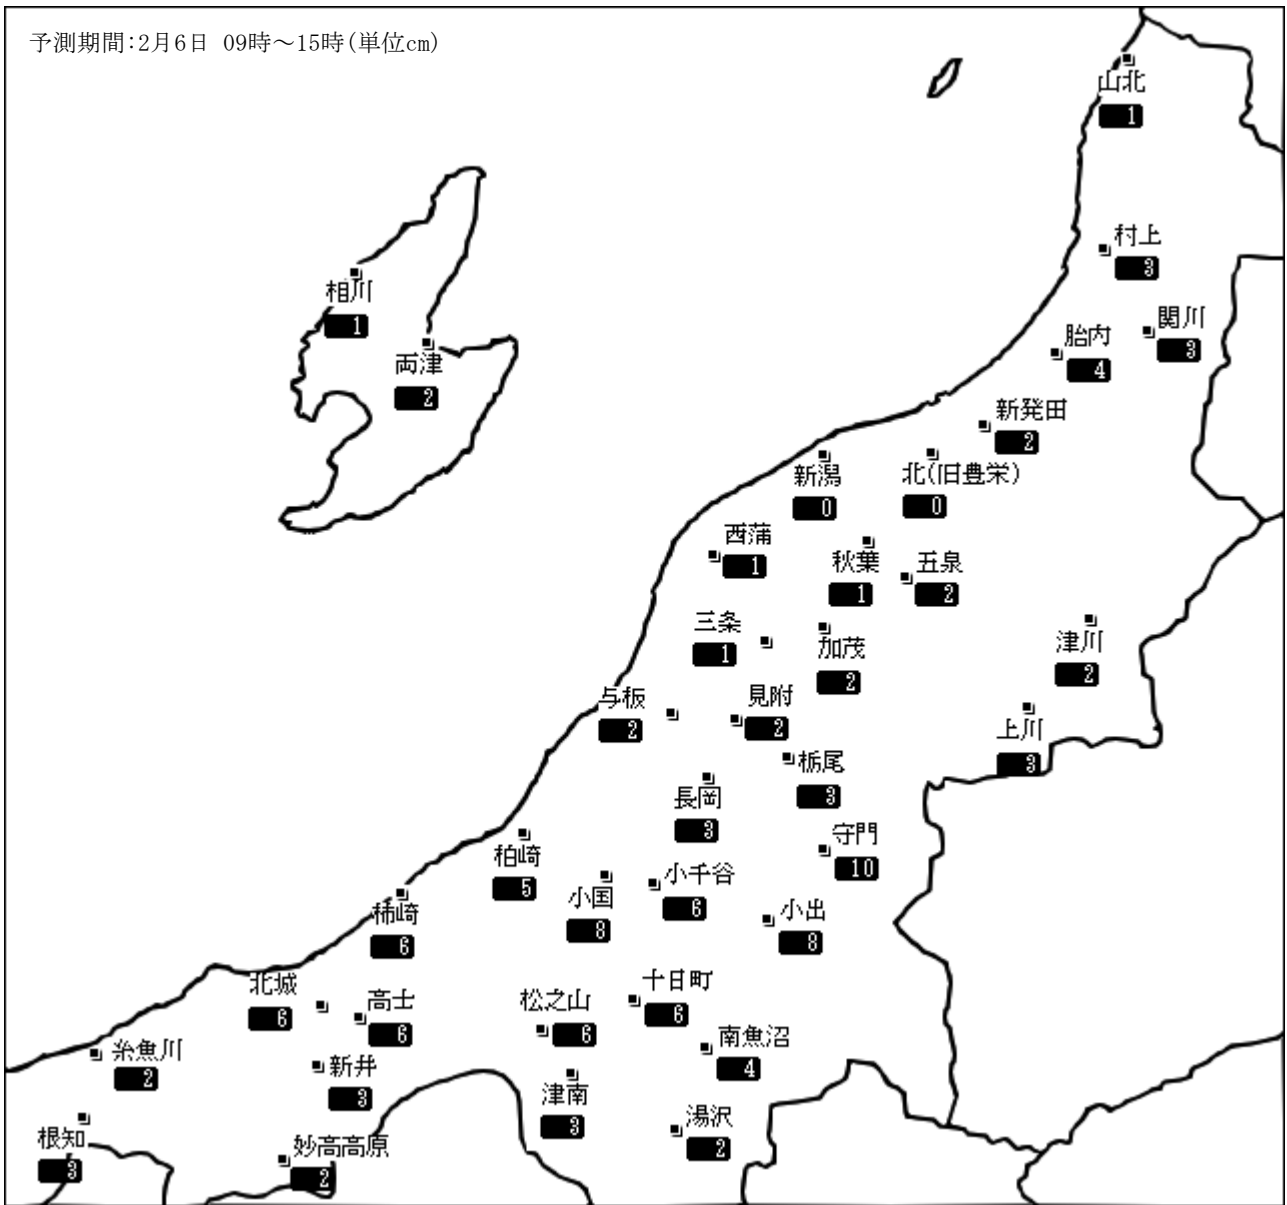 予測期間:2月6日 09時～15時(単位cm)
山北
1
村上
3
相川
1
関川
3
胎内
4
両津
2
新発田
2
新潟
0
北(旧豊栄)
0
西蒲
1
秋葉
1
五泉
2
三条
1
加茂
2
津川
2
与板
2
見附
2
上川
3
栃尾
3
長岡
3
守門
10
柏崎
5
小千谷
6
小国
8
小出
8
柿崎
6
北城
6
高士
6
松之山
6
十日町
6
南魚沼
4
糸魚川
2
新井
3
津南
3
湯沢
2
根知
3
妙高高原
2